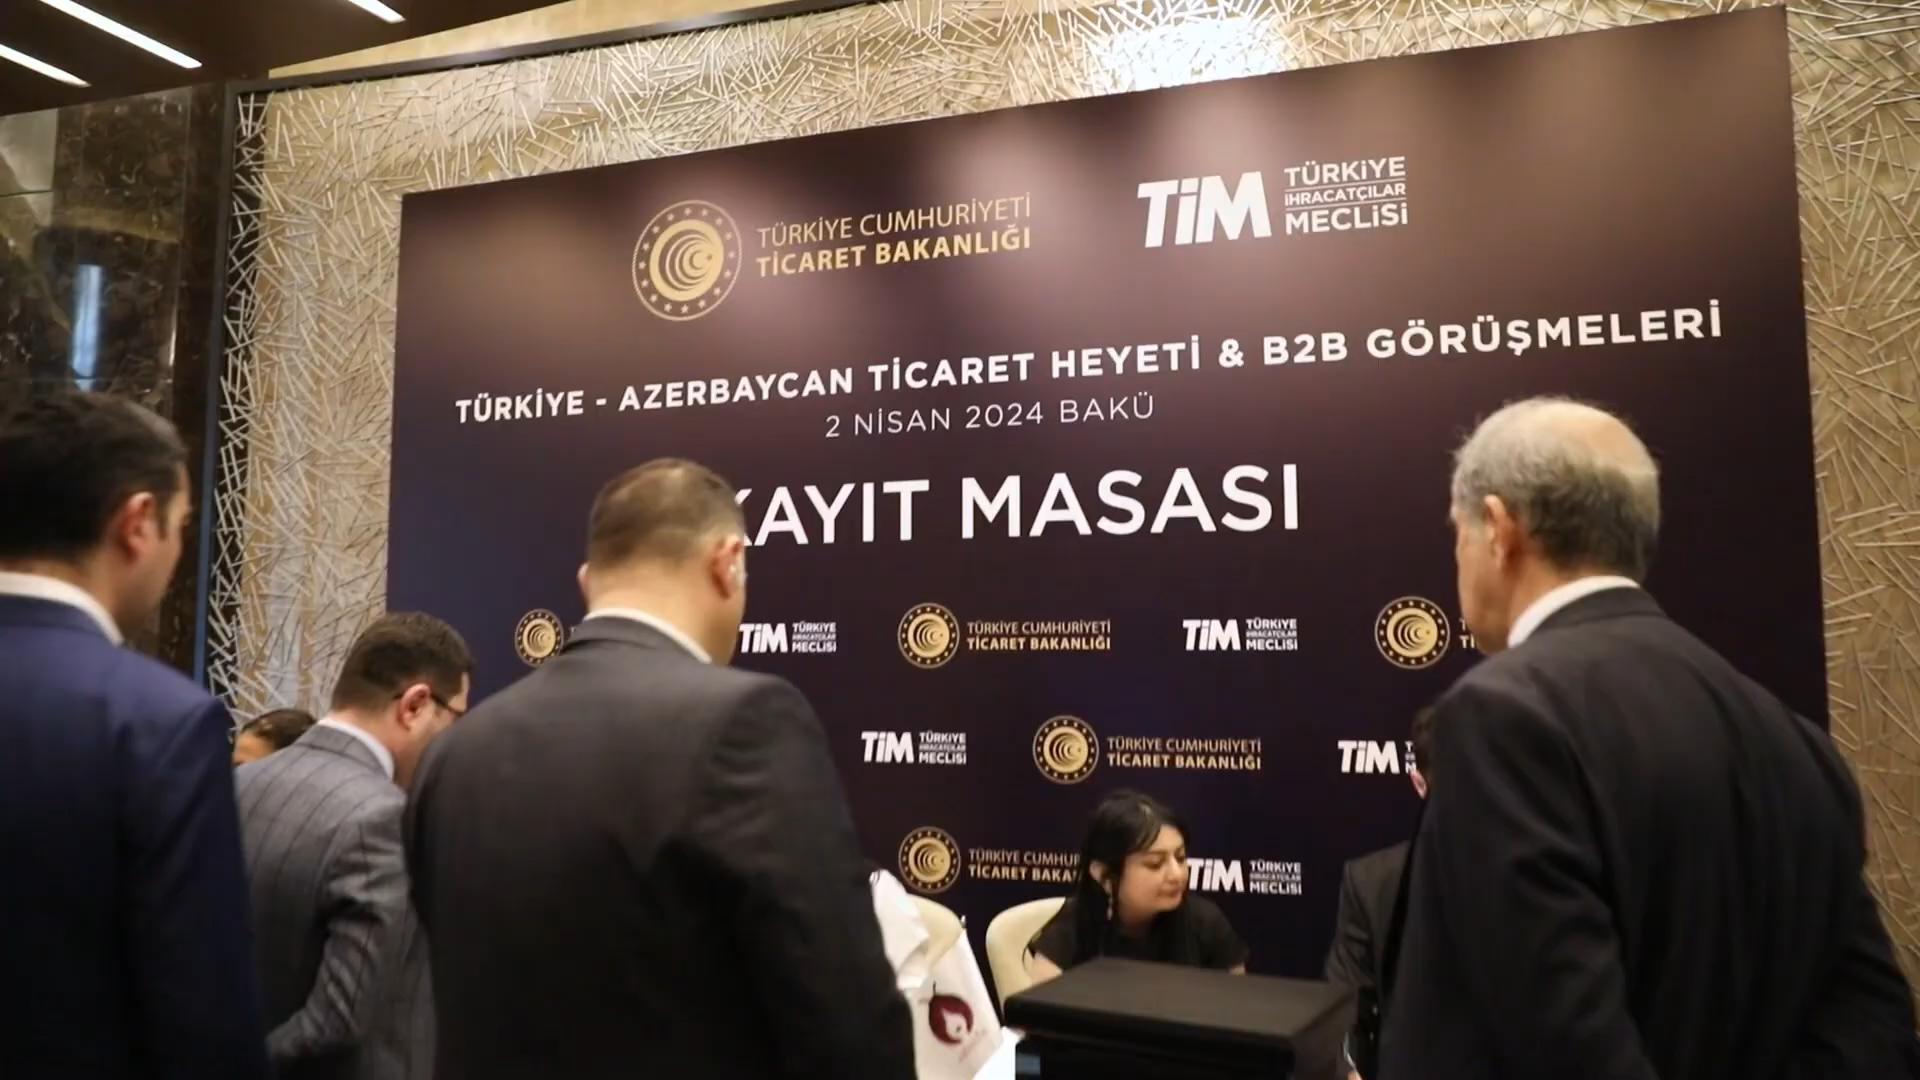 TÜRKİYE CUMHURİYETİ
TİCARET BAKANLIĞI
TİM TÜRKİYE
İHRACATÇILAR
MECLİSİ
TÜRKİYE - AZERBAYCAN TİCARET HEYETİ & B2B GÖRÜŞMELERİ
2 NİSAN 2024 BAKÜ
KAYIT MASASI
TİM TÜRKİYE
İHRACATÇILAR
MECLİSİ
TÜRKİYE CUMHURİYETİ
TİCARET BAKANLIĞI
TİM TÜRKİYE
İHRACATÇILAR
MECLİSİ
TİM TÜRKİYE
İHRACATÇILAR
MECLİSİ
TÜRKİYE CUMHURİYETİ
TİCARET BAKANLIĞI
TİM
TÜRKİYE CUMHUR
TİCARET BAKA
TİM TÜRKİYE
İHRACATÇILAR
MECLİSİ